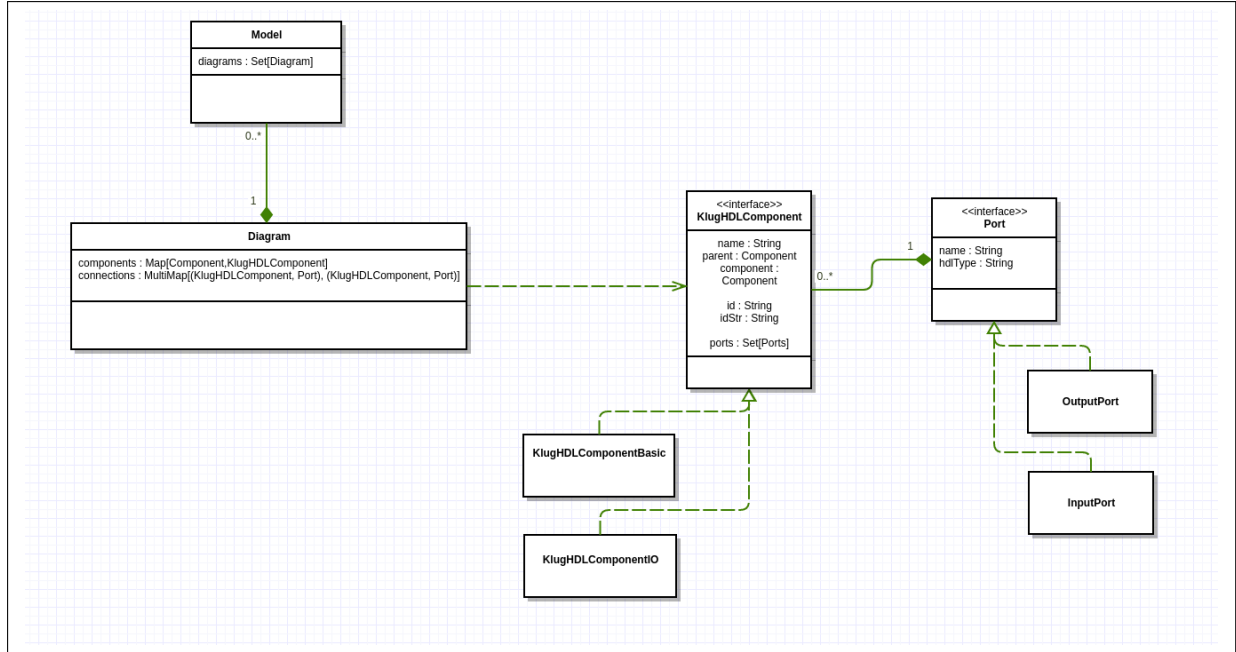 Model
diagrams : Set[Diagram]
0..*
1
Diagram
components : Map[Component,KlugHDLComponent]
connections : MultiMap[(KlugHDLComponent, Port), (KlugHDLComponent, Port)]
<<interface>>
KlugHDLComponent
name : String
parent : Component
component :
Component
id : String
idStr : String
ports : Set[Ports]
0..*
1
<<interface>>
Port
name : String
hdlType : String
OutputPort
InputPort
KlugHDLComponentBasic
KlugHDLComponentIO